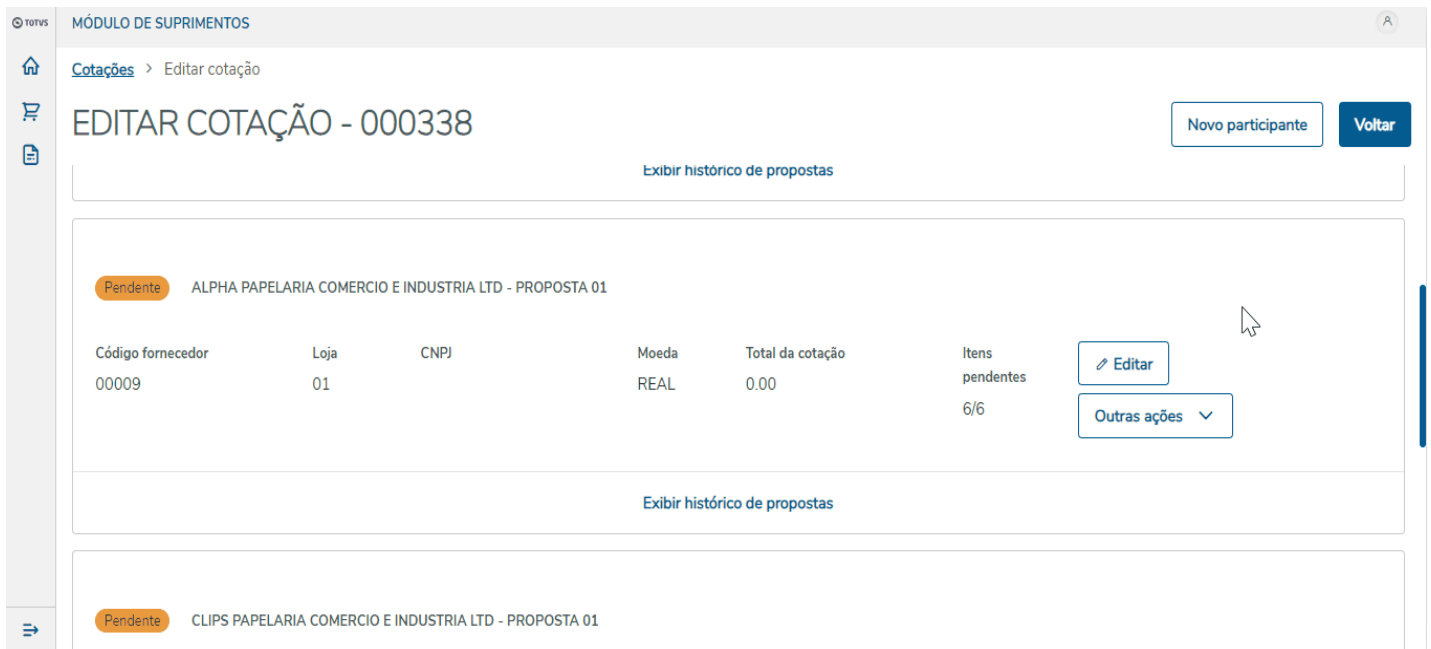 TOTVS
MÓDULO DE SUPRIMENTOS
Cotações > Editar cotação
EDITAR COTAÇÃO - 000338
Novo participante
Voltar
Exibir histórico de propostas
Pendente
ALPHA PAPELARIA COMERCIO E INDUSTRIA LTD - PROPOSTA 01
Código fornecedor
00009
Loja
01
CNPJ
Moeda
REAL
Total da cotação
0.00
Itens
pendentes
6/6
Editar
Outras ações
Exibir histórico de propostas
Pendente
CLIPS PAPELARIA COMERCIO E INDUSTRIA LTD - PROPOSTA 01